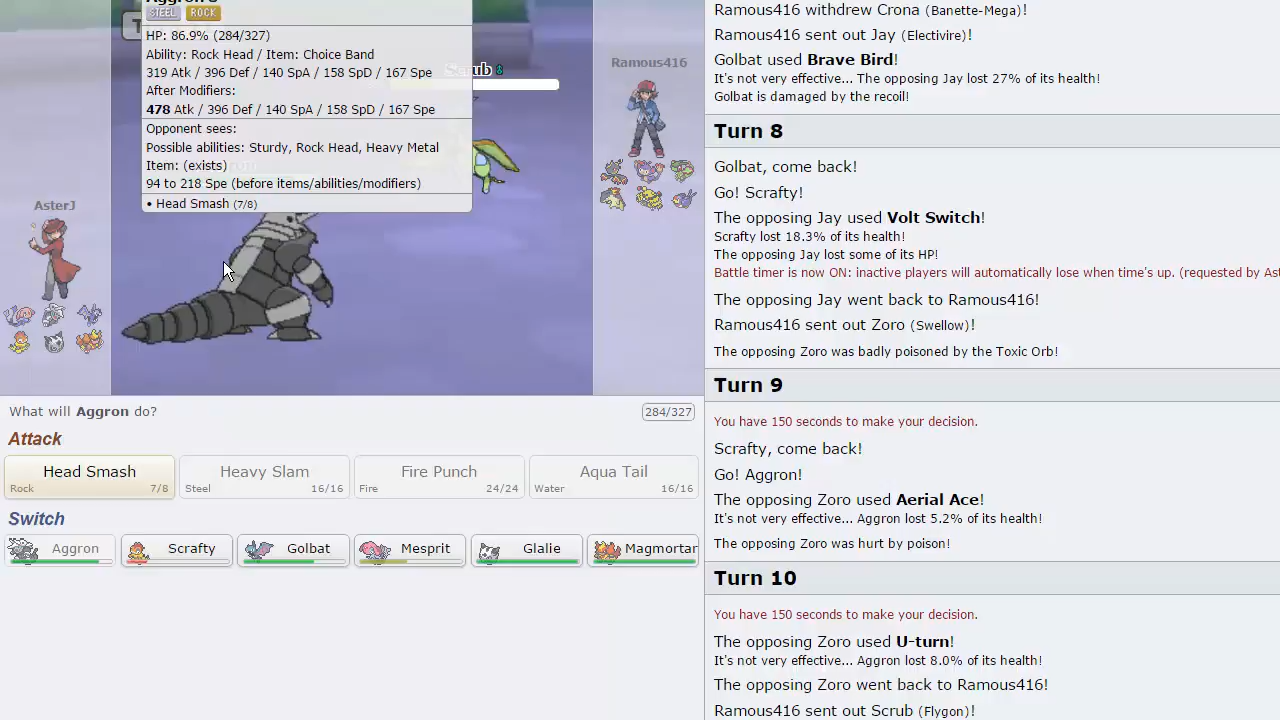 STEEL ROCK
HP: 86.9% (284/327)
Ability: Rock Head / Item: Choice Band
319 Atk / 396 Def / 140 SpA / 158 SpD / 167 Spe
After Modifiers:
478 Atk / 396 Def / 140 SpA / 158 SpD / 167 Spe
Opponent sees:
Possible abilities: Sturdy, Rock Head, Heavy Metal
Item: (exists)
94 to 218 Spe (before items/abilities/modifiers)
• Head Smash (7/8)
Ramous416
AsterJ
What will Aggron do?
284/327
Attack
Head Smash
Rock 7/8
Heavy Slam
Steel 16/16
Fire Punch
Fire 24/24
Aqua Tail
Water 16/16
Switch
Aggron
Scrafty
Golbat
Mesprit
Glalie
Magmortar
Ramous416 withdrew Crona (Banette-Mega)!
Ramous416 sent out Jay (Electivire)!
Golbat used Brave Bird!
It's not very effective... The opposing Jay lost 27% of its health!
Golbat is damaged by the recoil!
Turn 8
Golbat, come back!
Go! Scrafty!
The opposing Jay used Volt Switch!
Scrafty lost 18.3% of its health!
The opposing Jay lost some of its HP!
Battle timer is now ON: inactive players will automatically lose when time's up. (requested by Ast
The opposing Jay went back to Ramous416!
Ramous416 sent out Zoro (Swellow)!
The opposing Zoro was badly poisoned by the Toxic Orb!
Turn 9
You have 150 seconds to make your decision.
Scrafty, come back!
Go! Aggron!
The opposing Zoro used Aerial Ace!
It's not very effective... Aggron lost 5.2% of its health!
The opposing Zoro was hurt by poison!
Turn 10
You have 150 seconds to make your decision.
The opposing Zoro used U-turn!
It's not very effective... Aggron lost 8.0% of its health!
The opposing Zoro went back to Ramous416!
Ramous416 sent out Scrub (Flygon)!